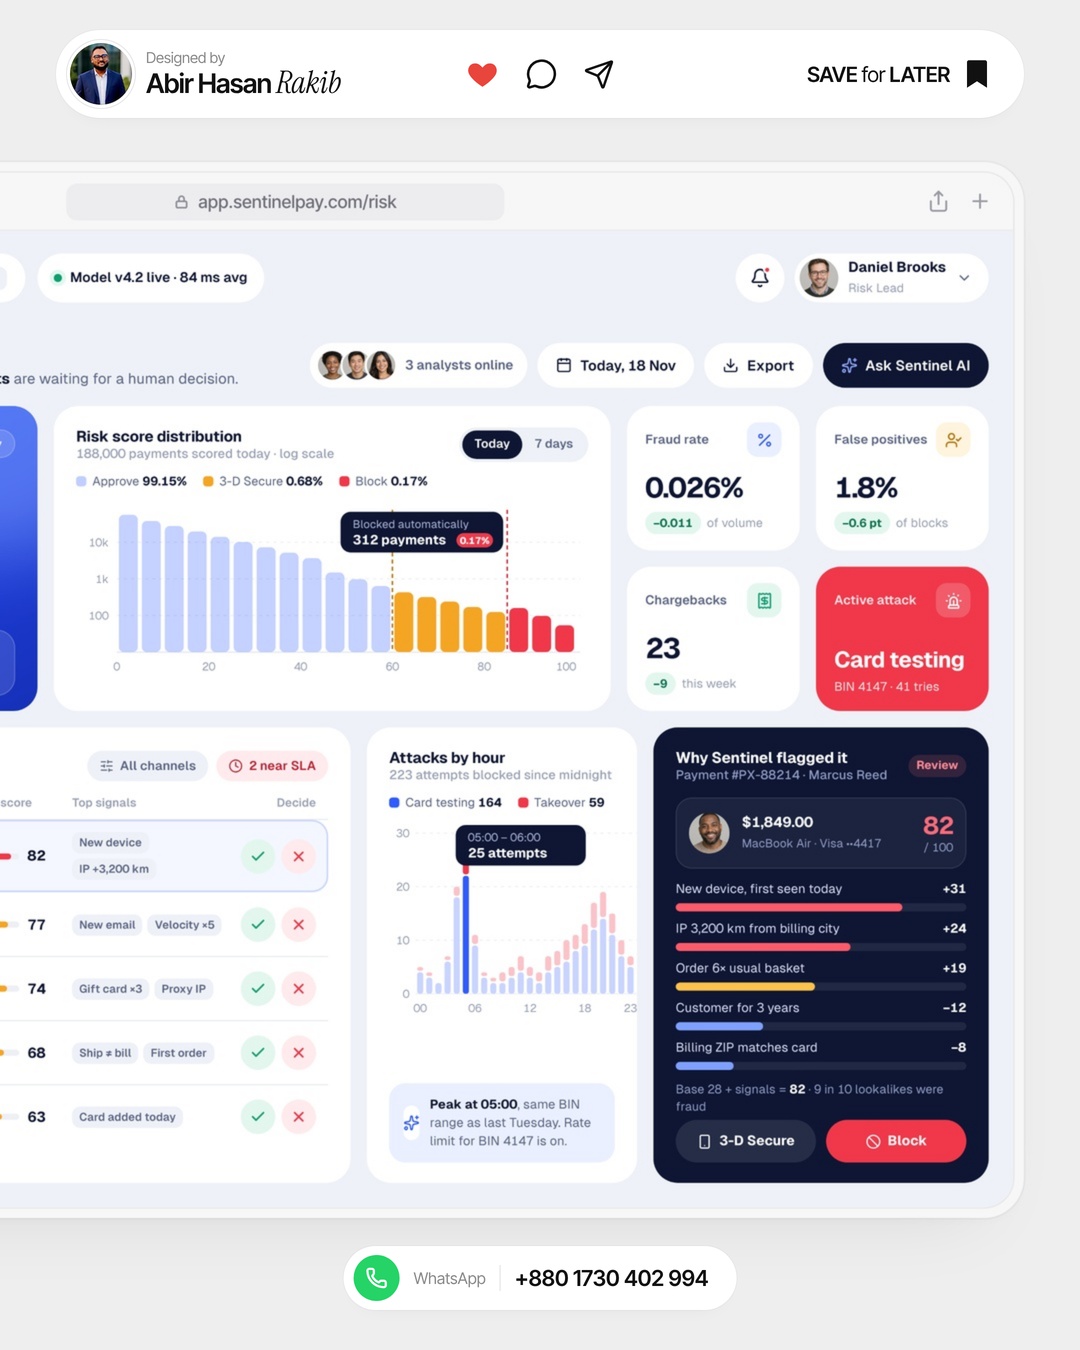 Designed by
Abir Hasan Rakib
SAVE for LATER
app.sentinelpay.com/risk
Model v4.2 live · 84 ms avg
Daniel Brooks
Risk Lead
are waiting for a human decision.
3 analysts online
Today, 18 Nov
Export
Ask Sentinel AI
Risk score distribution
188,000 payments scored today · log scale
Today
7 days
Approve 99.15%
3-D Secure 0.68%
Block 0.17%
Blocked automatically
312 payments 0.17%
10k
1k
100
0 20 40 60 80 100
Fraud rate
0.026%
−0.011 of volume
False positives
1.8%
−0.6 pt of blocks
Chargebacks
23
−9 this week
Active attack
Card testing
BIN 4147 · 41 tries
All channels
2 near SLA
score Top signals Decide
82 New device
IP +3,200 km
77 New email Velocity ×5
74 Gift card ×3 Proxy IP
68 Ship ≠ bill First order
63 Card added today
Attacks by hour
223 attempts blocked since midnight
Card testing 164
Takeover 59
05:00 – 06:00
25 attempts
30
20
10
0
00 06 12 18 23
Peak at 05:00, same BIN
range as last Tuesday. Rate
limit for BIN 4147 is on.
Why Sentinel flagged it
Payment #PX-88214 · Marcus Reed
Review
$1,849.00
MacBook Air · Visa ••4417
82
/ 100
New device, first seen today +31
IP 3,200 km from billing city +24
Order 6× usual basket +19
Customer for 3 years −12
Billing ZIP matches card −8
Base 28 + signals = 82 · 9 in 10 lookalikes were
fraud
3-D Secure
Block
WhatsApp
+880 1730 402 994